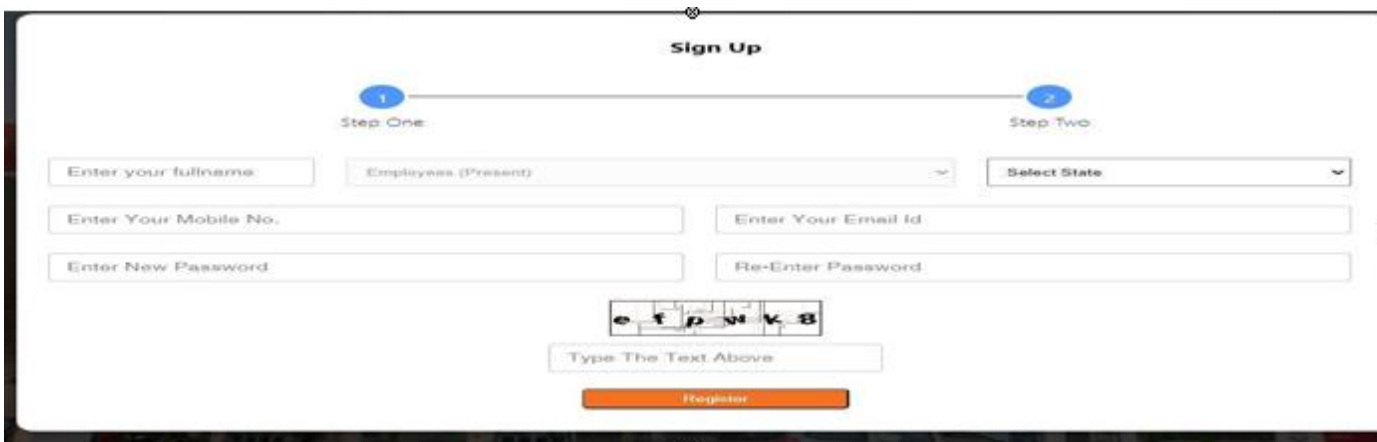 Sign Up
1 2
Step One Step Two
Enter your fullname Employees (Present) Select State
Enter Your Mobile No. Enter Your Email Id
Enter New Password Re-Enter Password
e f p w k 8
Type The Text Above
Register